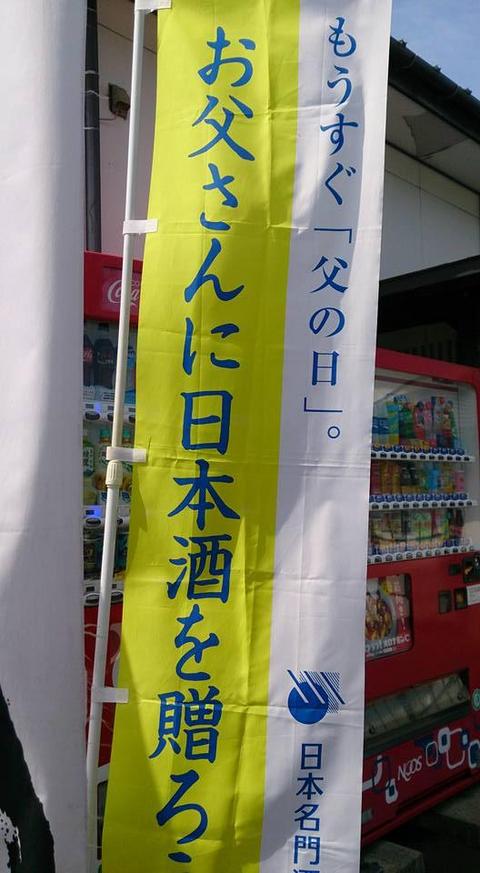 もうすぐ「父の日」。
お父さんに日本酒を贈ろ
日本名門
Coca